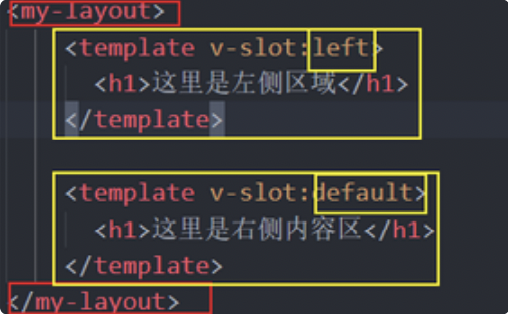 <my-layout>
<template v-slot:left>
<h1>这里是左侧区域</h1>
</template>
<template v-slot:default>
<h1>这里是右侧内容区</h1>
</template>
</my-layout>